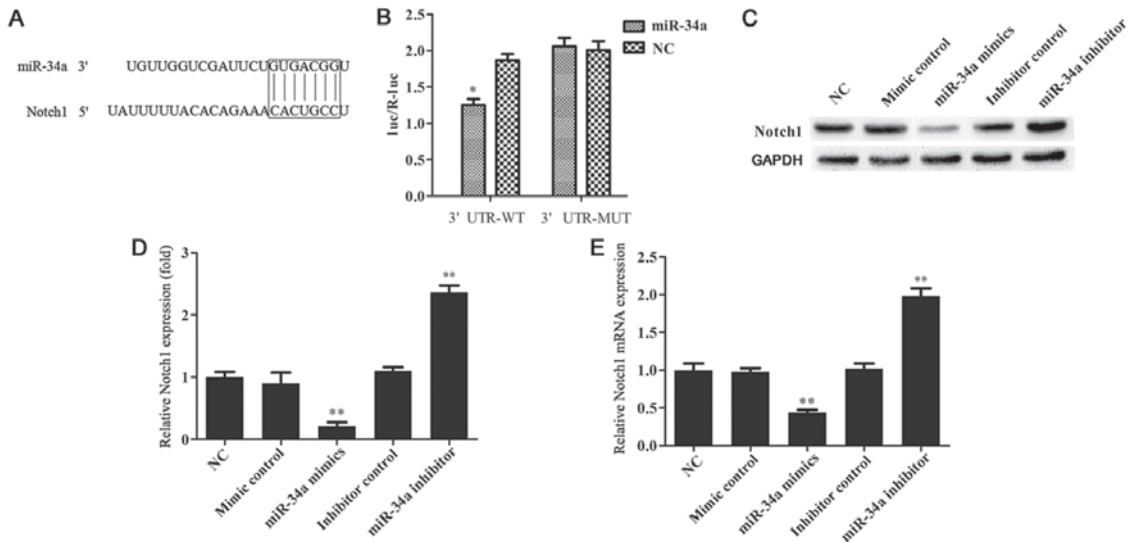 A
miR-34a 3' UGUUGGUCGAUUCUGUGACGGU
Notch1 5' UAUUUUUACACAGAAACACUGCCU
B
luc/R-luc
2.5
2.0
1.5
1.0
0.5
0.0
*
miR-34a
NC
3' UTR-WT 3' UTR-MUT
C
NC Mimic control miR-34a mimics Inhibitor control miR-34a inhibitor
Notch1
GAPDH
D
Relative Notch1 expression (fold)
3
2
1
0
**
**
NC Mimic control miR-34a mimics Inhibitor control miR-34a inhibitor
E
Relative Notch1 mRNA expression
2.5
2.0
1.5
1.0
0.5
0.0
**
**
NC Mimic control miR-34a mimics Inhibitor control miR-34a inhibitor